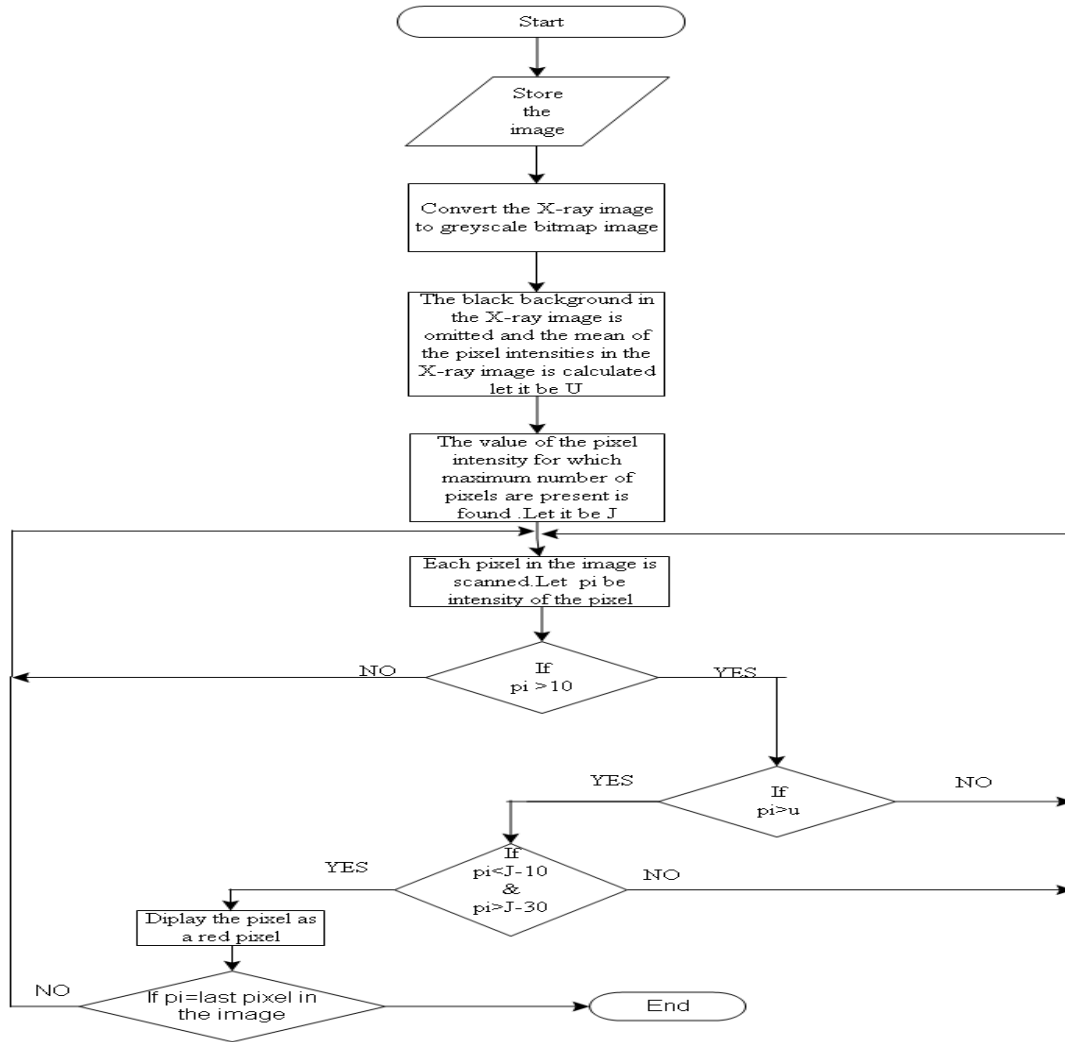 Start
Store
the
image
Convert the X-ray image
to greyscale bitmap image
The black background in
the X-ray image is
omitted and the mean of
the pixel intensities in the
X-ray image is calculated
let it be U
The value of the pixel
intensity for which
maximum number of
pixels are present is
found .Let it be J
Each pixel in the image is
scanned.Let pi be
intensity of the pixel
NO
If
pi >10
YES
YES
If
pi>u
NO
YES
If
pi<J-10
&
pi>J-30
NO
Diplay the pixel as
a red pixel
NO
If pi=last pixel in
the image
End